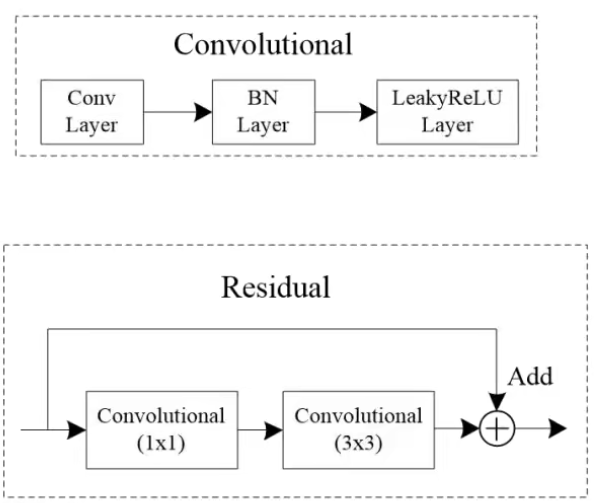 Convolutional
Conv
Layer
BN
Layer
LeakyReLU
Layer
Residual
Add
Convolutional
(1x1)
Convolutional
(3x3)